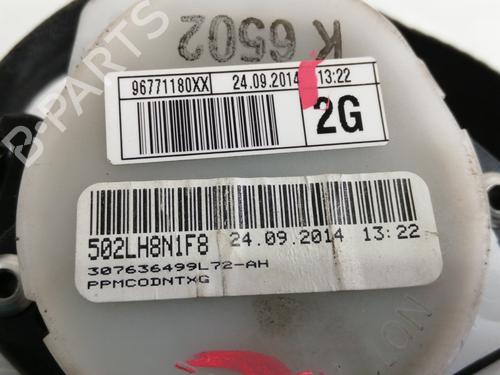 K 6502
96771180XX 24.09.2014 13:22
2G
502LH8N1F8 24.09.2014 13:22
307636499L72-AH
PPMCODNTXG
B-PARTS